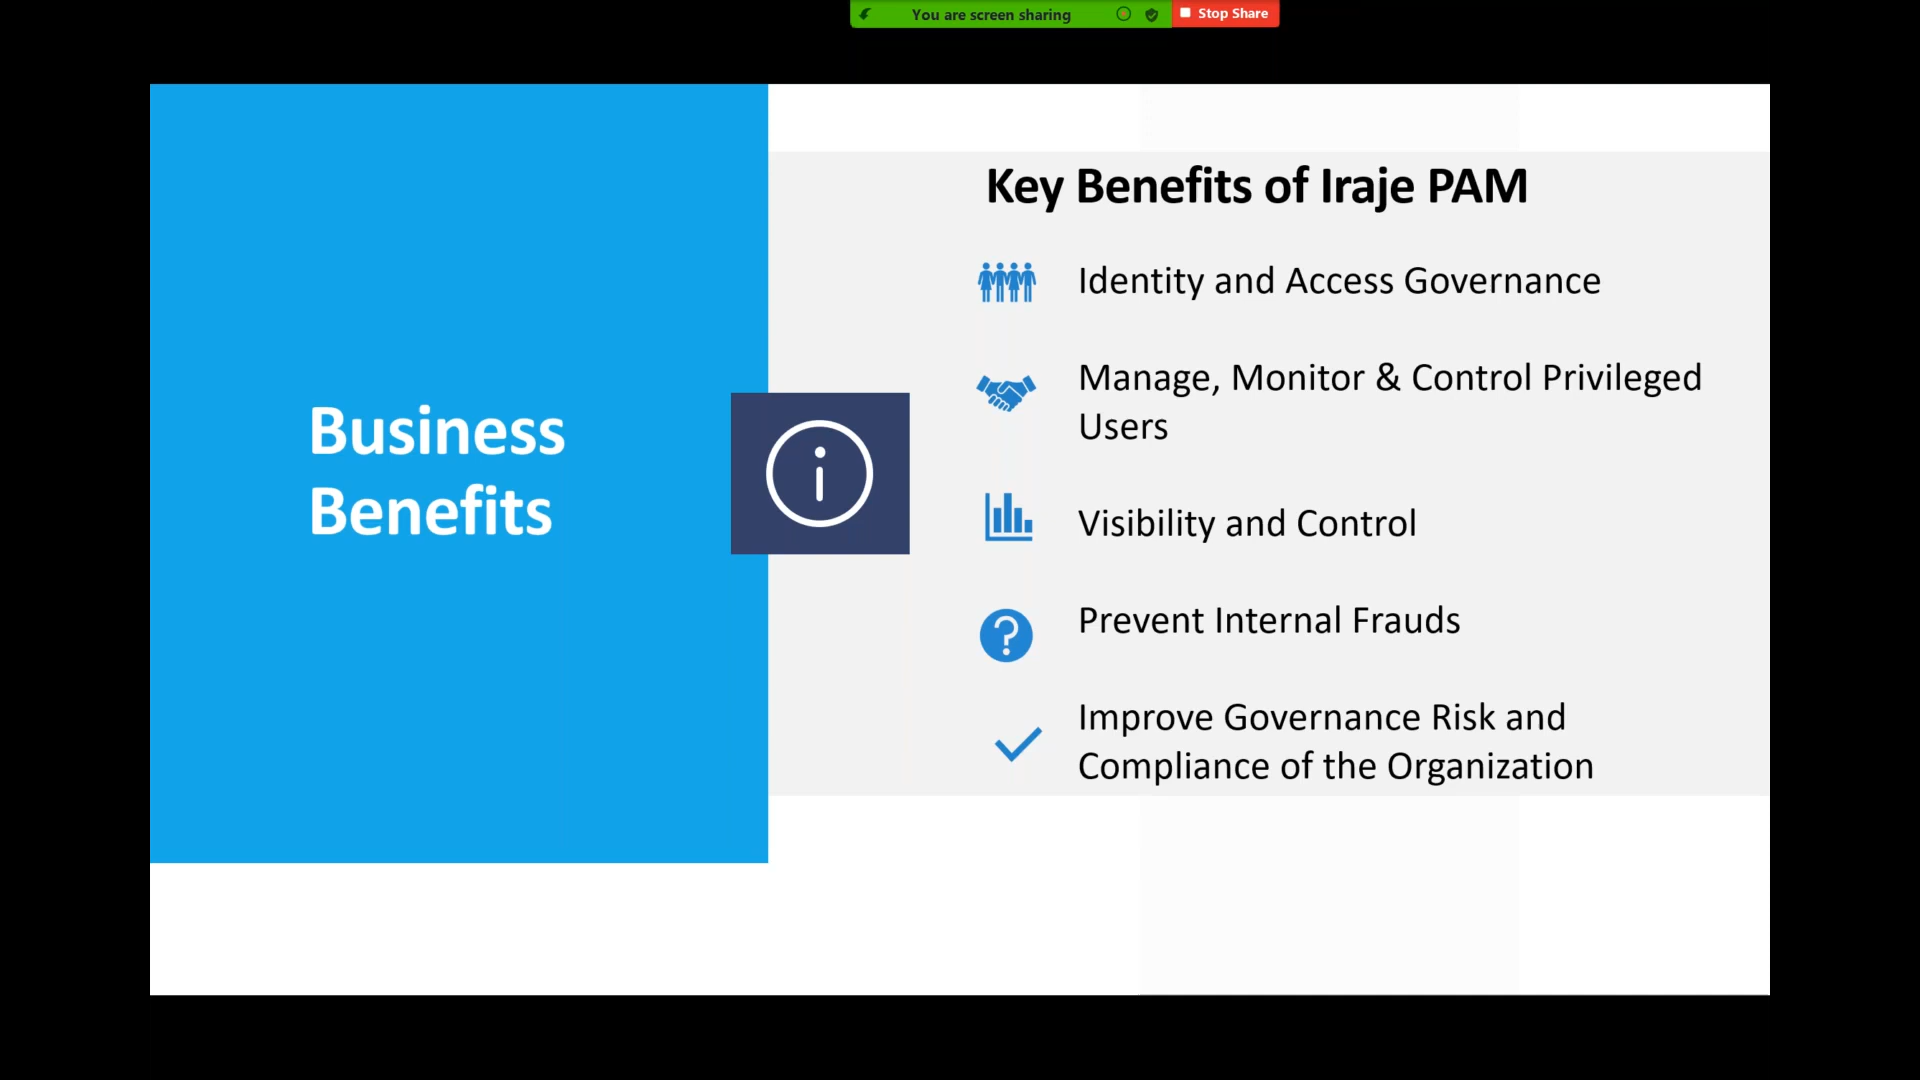 You are screen sharing
Stop Share
Business
Benefits
Key Benefits of Iraje PAM
Identity and Access Governance
Manage, Monitor & Control Privileged
Users
Visibility and Control
Prevent Internal Frauds
Improve Governance Risk and
Compliance of the Organization